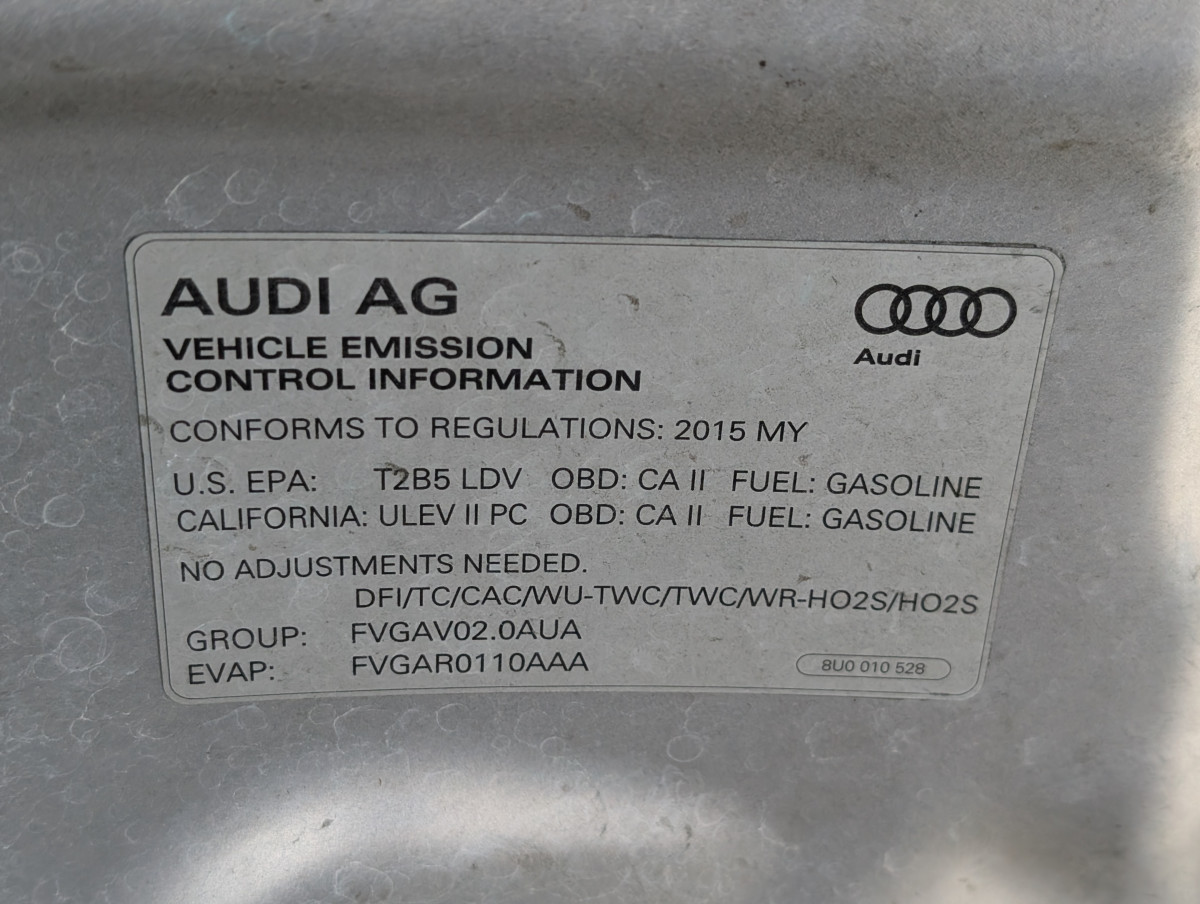 AUDI AG
Audi
VEHICLE EMISSION
CONTROL INFORMATION
CONFORMS TO REGULATIONS: 2015 MY
U.S. EPA: T2B5 LDV OBD: CA II FUEL: GASOLINE
CALIFORNIA: ULEV II PC OBD: CA II FUEL: GASOLINE
NO ADJUSTMENTS NEEDED.
DFI/TC/CAC/WU-TWC/TWC/WR-HO2S/HO2S
GROUP: FVGAV02.0AUA
EVAP: FVGAR0110AAA
8U0 010 528